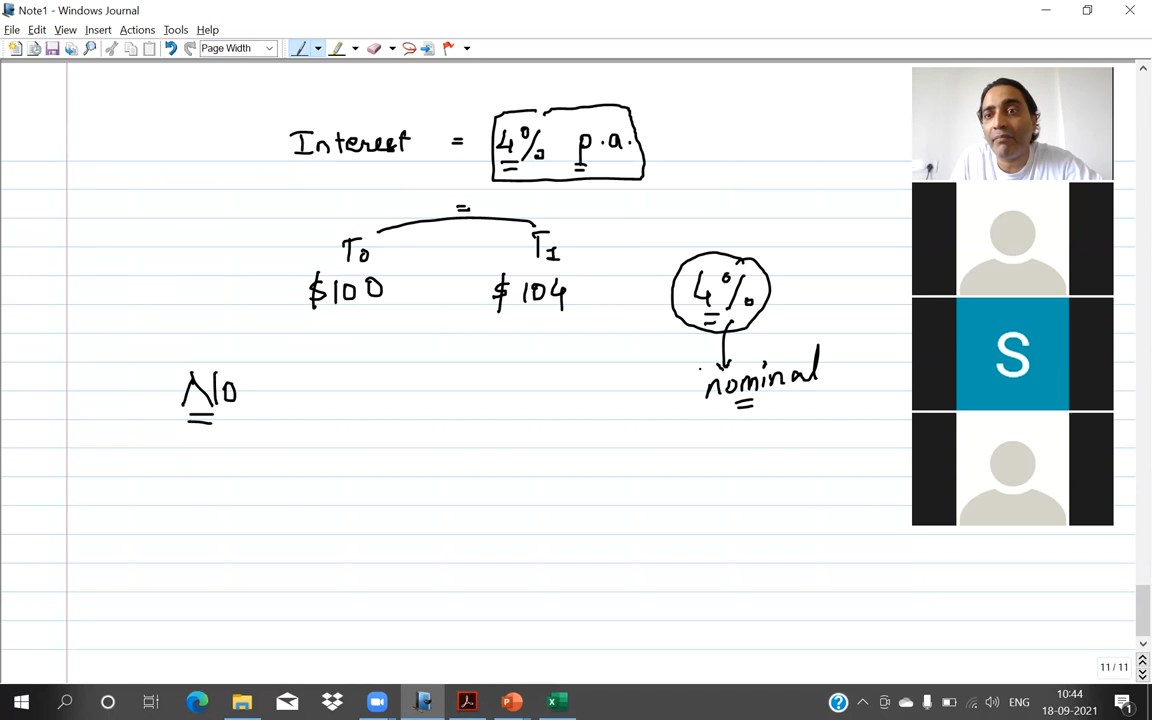 Note1 - Windows Journal
File Edit View Insert Actions Tools Help
Page Width
Interest = 4% p.a.
=
T0 T1
$100 $104 4%
nominal
No
S
11 / 11
ENG
10:44
18-09-2021
1